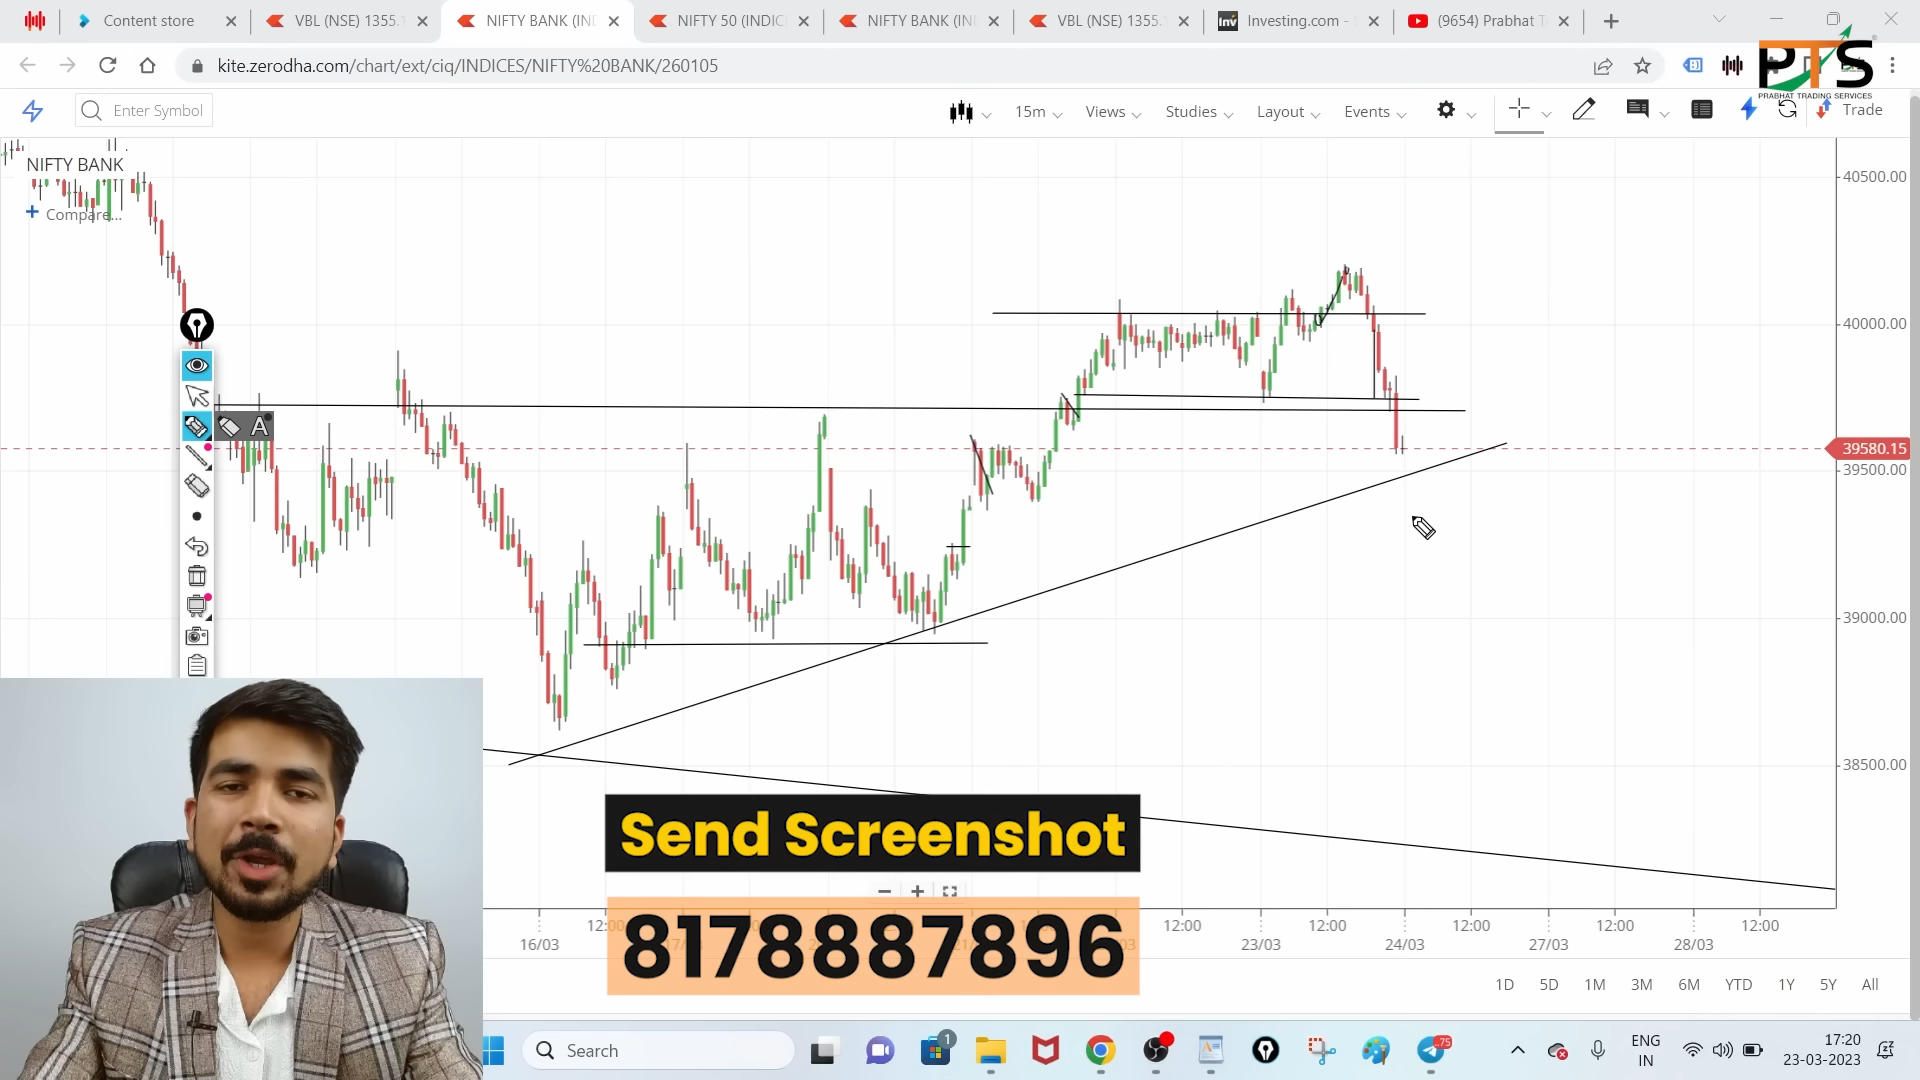 Content store
VBL (NSE) 1355.
NIFTY BANK (IND
NIFTY 50 (INDIC
NIFTY BANK (IN
VBL (NSE) 1355.
Inv Investing.com -
(9654) Prabhat T
kite.zerodha.com/chart/ext/ciq/INDICES/NIFTY%20BANK/260105
PTS
PRABHAT TRADING SERVICES
Enter Symbol
15m
Views
Studies
Layout
Events
Trade
NIFTY BANK
Compare...
40500.00
40000.00
39580.15
39500.00
39000.00
38500.00
A
Send Screenshot
8178887896
12:00
12:00
12:00
12:00
12:00
12:00
16/03
23/03
24/03
27/03
28/03
1D 5D 1M 3M 6M YTD 1Y 5Y All
Search
1
75
ENG
IN
17:20
23-03-2023